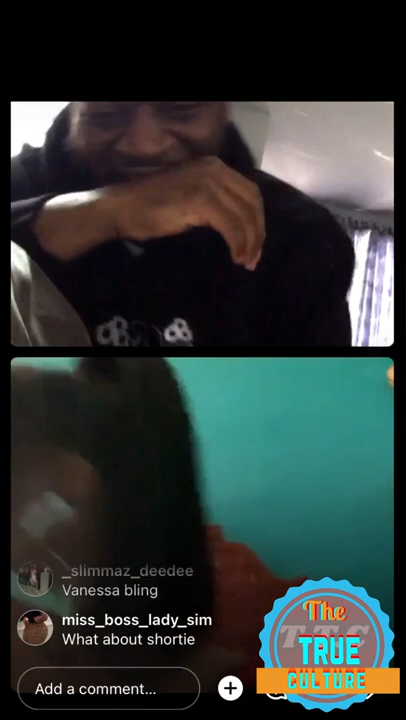 _slimmaz_deedee
Vanessa bling
miss_boss_lady_sim
What about shortie
Add a comment...
The
T.T.C
TRUE
CULTURE